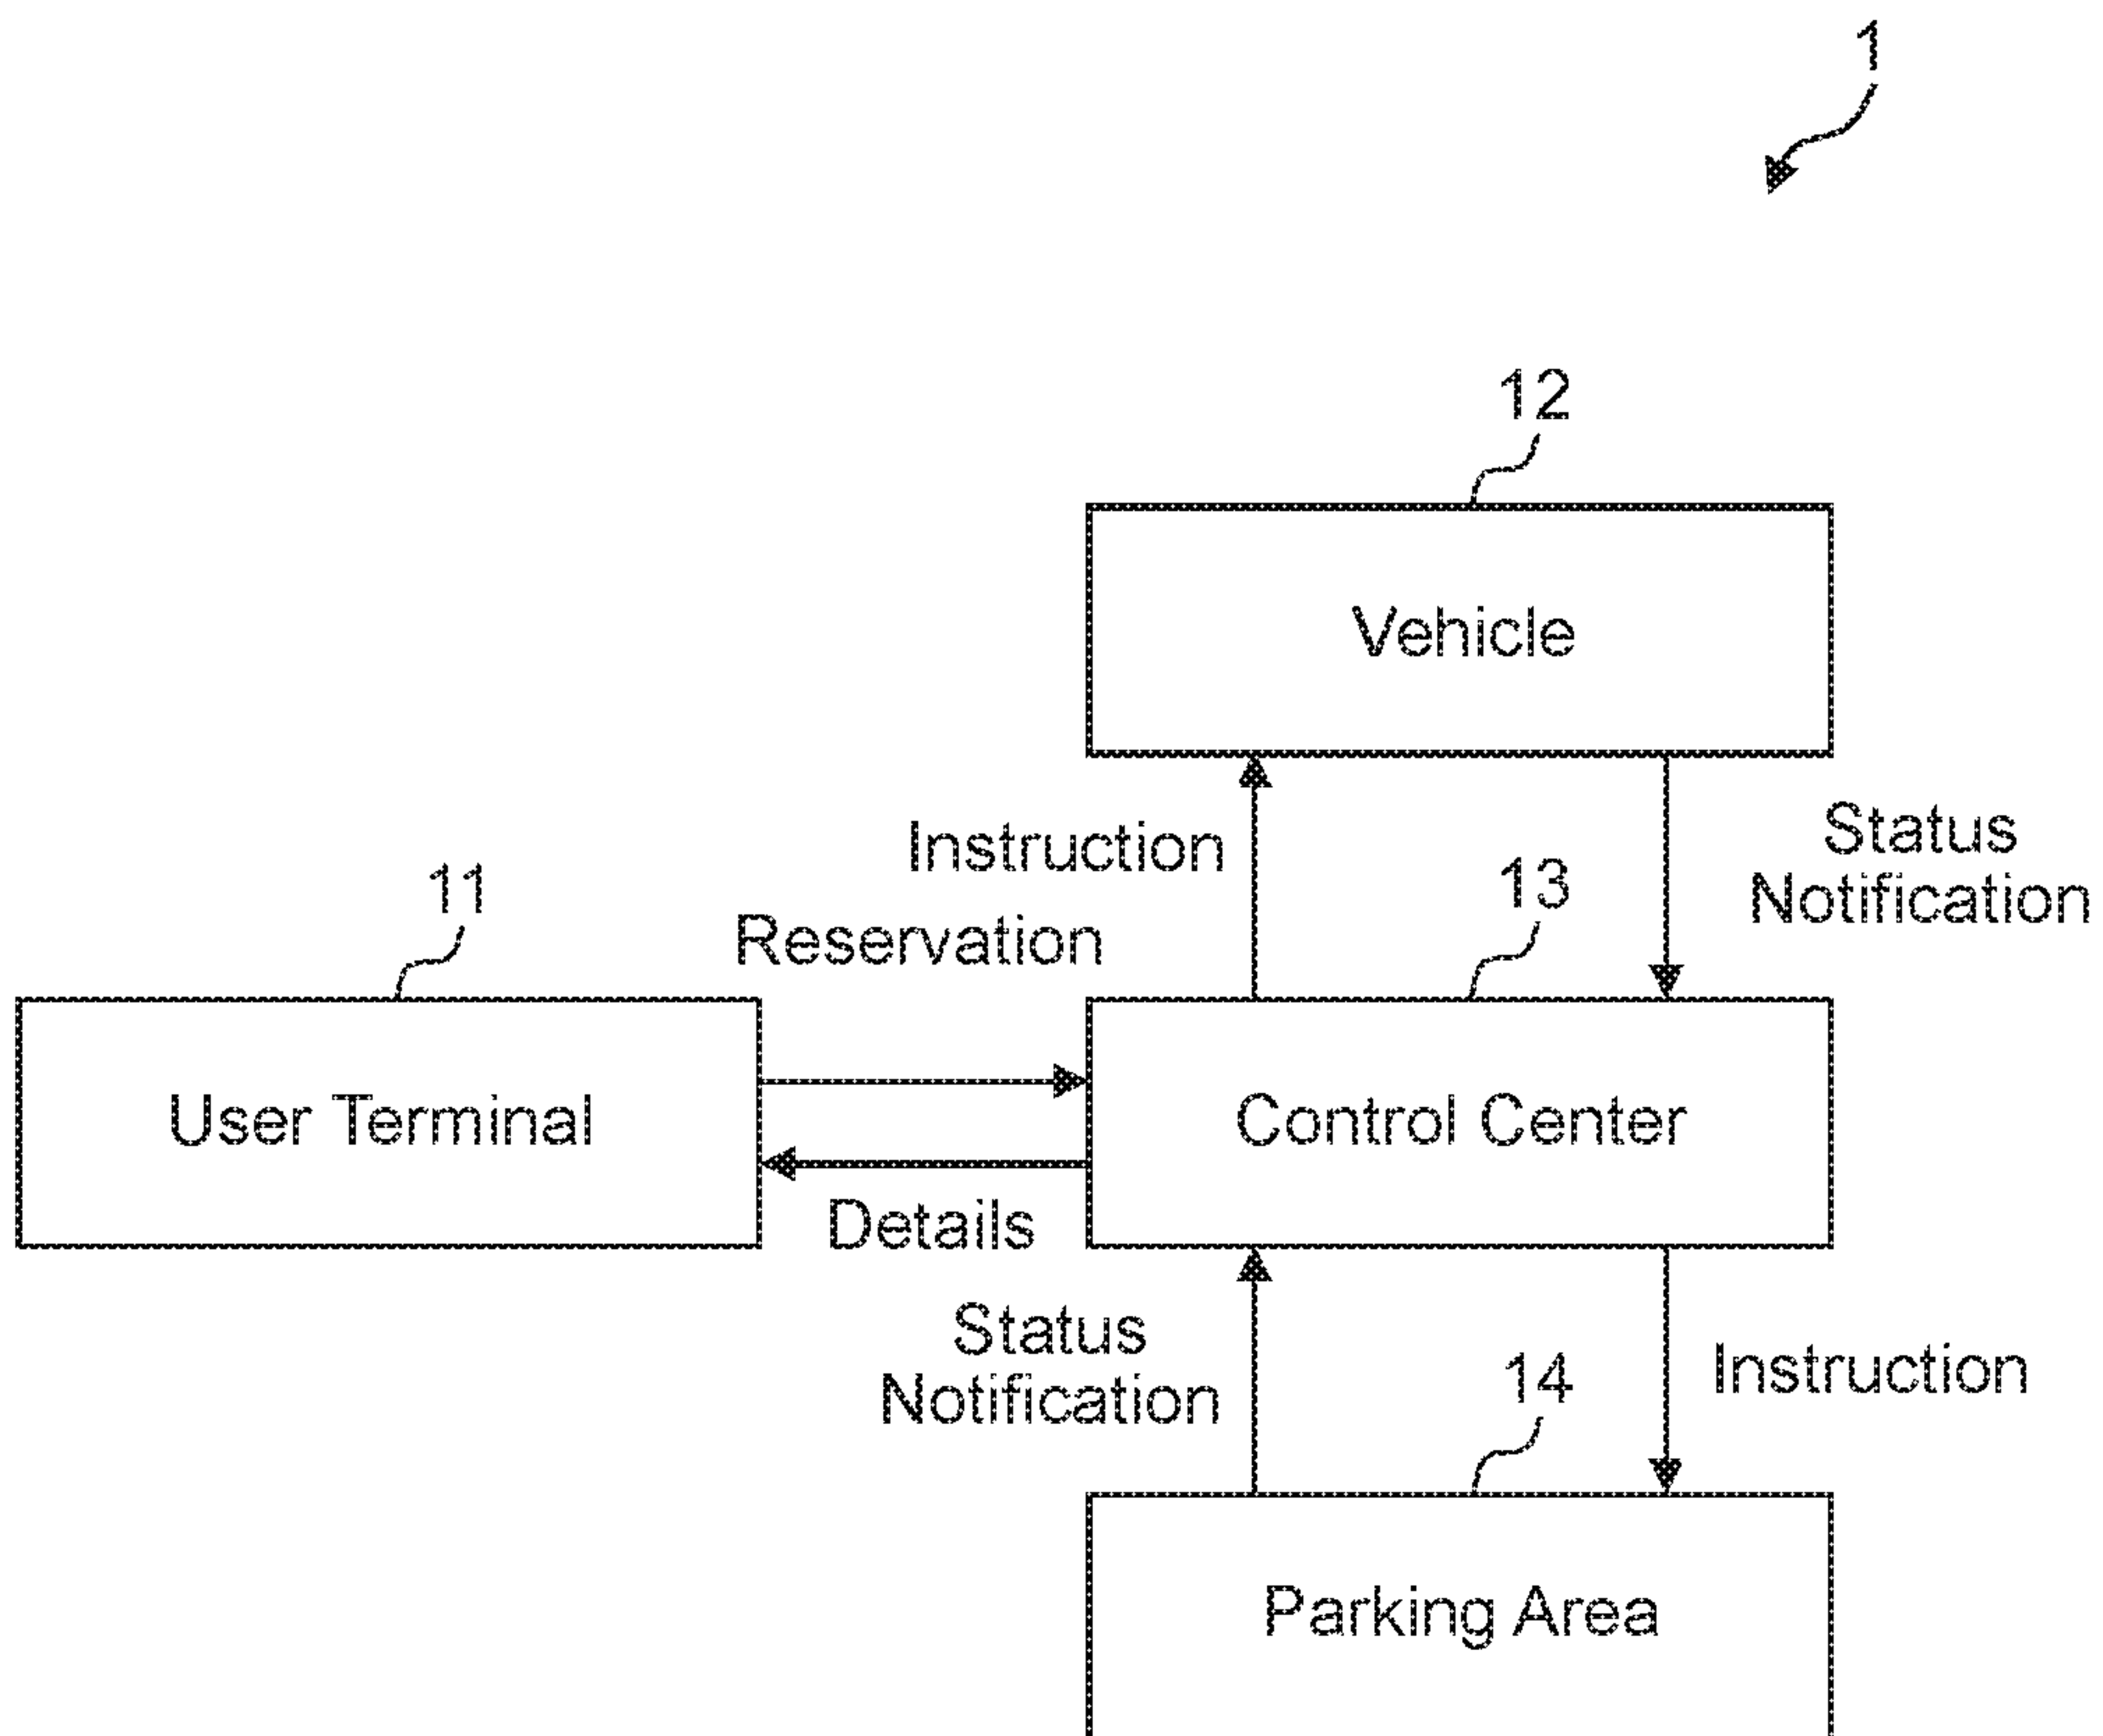 1
12
Vehicle
Instruction
Status
Notification
11
Reservation
13
User Terminal
Control Center
Details
Status
Notification
14
Instruction
Parking Area